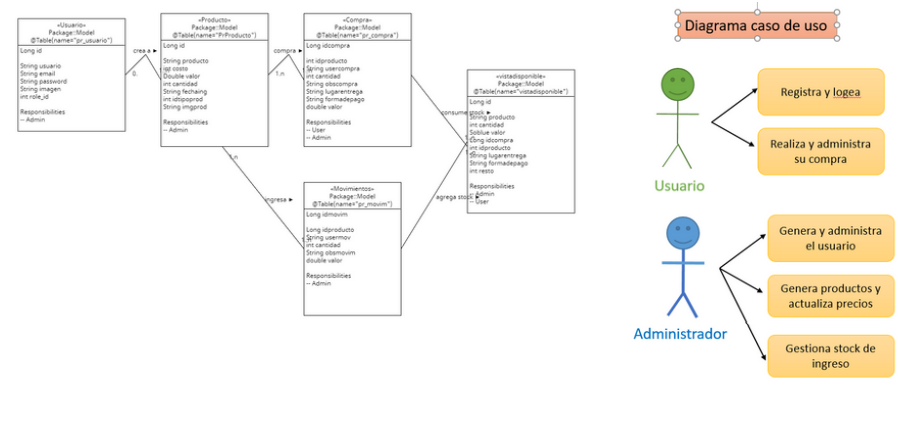 «Usuario»
Package::Model
@Table(name="pr_usuario")
Long id
String usuario
String email
String password
String imagen
int role_id
Responsibilities
-- Admin
crea a ►
0.
«Producto»
Package::Model
@Table(name="PrProducto")
Long id
String producto
costo
Double valor
int cantidad
String fechaing
int idtipoprod
String imgprod
Responsibilities
-- Admin
compra ►
1.n
«Compra»
Package::Model
@Table(name="pr_compra")
Long idcompra
int idproducto
String usercompra
int cantidad
String obscompra
String lugarentrega
String formadepago
double valor
Responsibilities
-- User
-- Admin
consume stock ►
1.n
ingresa ►
«Movimientos»
Package::Model
@Table(name="pr_movim")
Long idmovim
Long idproducto
String usermov
int cantidad
String obsmovim
double valor
Responsibilities
-- Admin
agrega stock ►
«vistadisponible»
Package::Model
@Table(name="vistadisponible")
Long id
String producto
int cantidad
valor
Long idcompra
int idproducto
String lugarentrega
String formadepago
int resto
Responsibilities
-- Admin
-- User
Diagrama caso de uso
Registra y logea
Realiza y administra
su compra
Usuario
Genera y administra
el usuario
Genera productos y
actualiza precios
Gestiona stock de
ingreso
Administrador